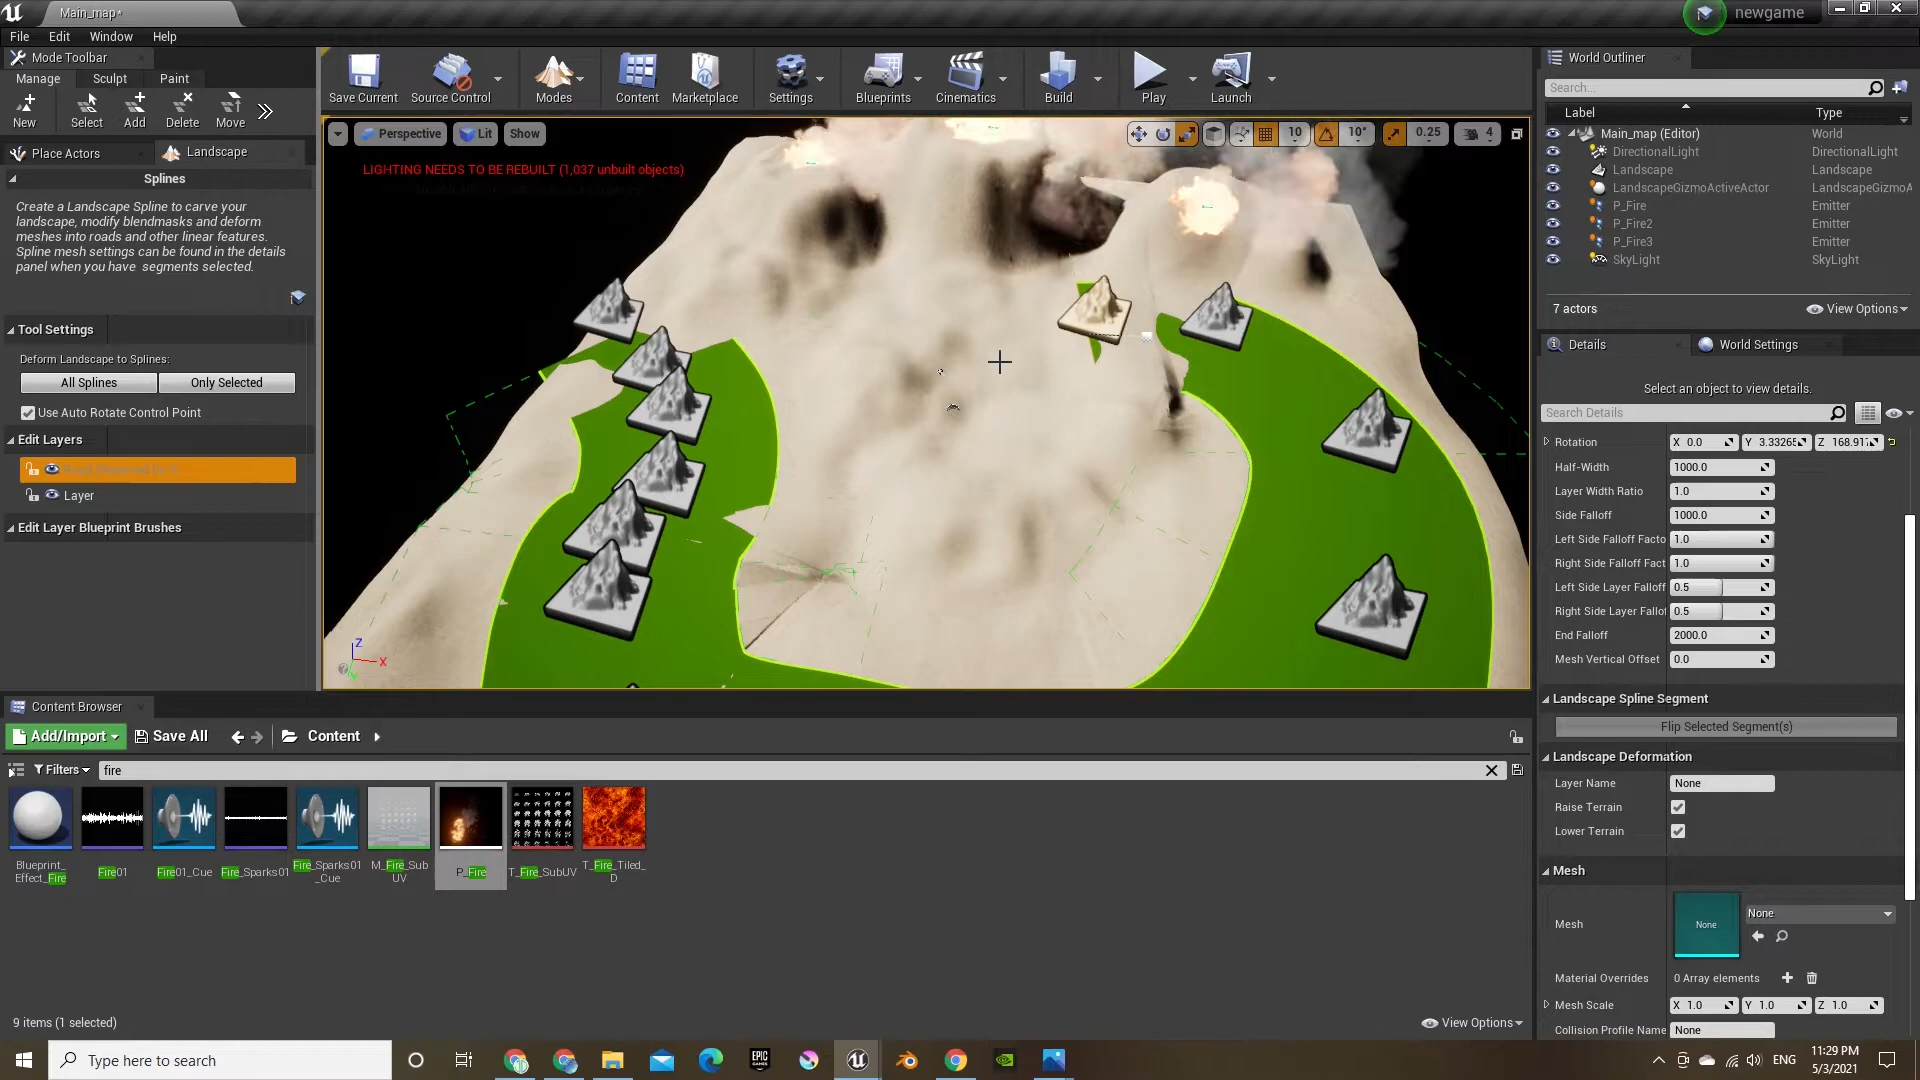 Main_map*
newgame
File Edit Window Help
Mode Toolbar
Manage Sculpt Paint
New Select Add Delete Move
Place Actors Landscape
Splines
Create a Landscape Spline to carve your
landscape, modify blendmasks and deform
meshes into roads and other linear features.
Spline mesh settings can be found in the details
panel when you have segments selected.
Tool Settings
Deform Landscape to Splines:
All Splines Only Selected
Use Auto Rotate Control Point
Edit Layers
Layer
Edit Layer Blueprint Brushes
Save Current Source Control Modes Content Marketplace Settings Blueprints Cinematics Build Play Launch
Perspective Lit Show
10 10° 0.25 4
LIGHTING NEEDS TO BE REBUILT (1,037 unbuilt objects)
Z
X
Y
World Outliner
Search...
Label Type
Main_map (Editor) World
DirectionalLight DirectionalLight
Landscape Landscape
LandscapeGizmoActiveActor LandscapeGizmoA
P_Fire Emitter
P_Fire2 Emitter
P_Fire3 Emitter
SkyLight SkyLight
7 actors View Options
Details World Settings
Select an object to view details.
Search Details
Rotation X 0.0 Y 3.33265 Z 168.917
Half-Width 1000.0
Layer Width Ratio 1.0
Side Falloff 1000.0
Left Side Falloff Facto 1.0
Right Side Falloff Fact 1.0
Left Side Layer Falloff 0.5
Right Side Layer Fallof 0.5
End Falloff 2000.0
Mesh Vertical Offset 0.0
Landscape Spline Segment
Flip Selected Segment(s)
Landscape Deformation
Layer Name None
Raise Terrain
Lower Terrain
Mesh
Mesh None None
Material Overrides 0 Array elements
Mesh Scale X 1.0 Y 1.0 Z 1.0
Collision Profile Name None
Content Browser
Add/Import Save All Content
Filters fire
Blueprint_
Effect_Fire
Fire01
Fire01_Cue
Fire_Sparks01
Fire_Sparks01
_Cue
M_Fire_Sub
UV
P_Fire
T_Fire_SubUV
T_Fire_Tiled_
D
9 items (1 selected) View Options
Type here to search
EPIC
GAMES
ENG
11:29 PM
5/3/2021